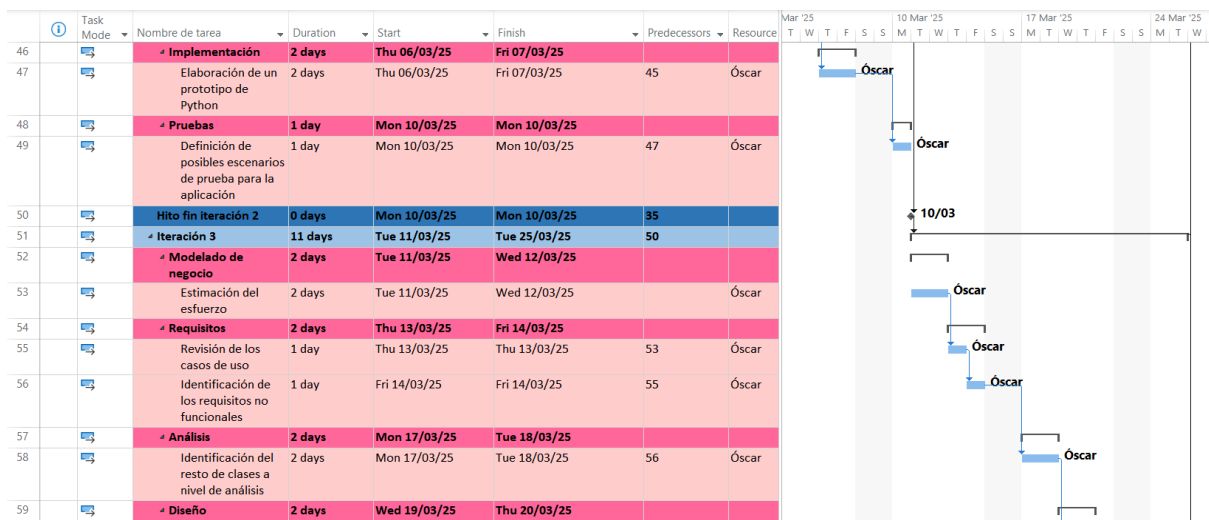 Task
Mode
Nombre de tarea
Duration
Start
Finish
Predecessors
Resource
Mar '25
10 Mar '25
17 Mar '25
24 Mar '25
T W T F S S M T W T F S S M T W T F S S M T W
46 Implementación 2 days Thu 06/03/25 Fri 07/03/25
47 Elaboración de un 2 days Thu 06/03/25 Fri 07/03/25 45 Óscar Óscar
prototipo de
Python
48 Pruebas 1 day Mon 10/03/25 Mon 10/03/25
49 Definición de 1 day Mon 10/03/25 Mon 10/03/25 47 Óscar Óscar
posibles escenarios
de prueba para la
aplicación
50 Hito fin iteración 2 0 days Mon 10/03/25 Mon 10/03/25 35 10/03
51 Iteración 3 11 days Tue 11/03/25 Tue 25/03/25 50
52 Modelado de 2 days Tue 11/03/25 Wed 12/03/25
negocio
53 Estimación del 2 days Tue 11/03/25 Wed 12/03/25 Óscar Óscar
esfuerzo
54 Requisitos 2 days Thu 13/03/25 Fri 14/03/25
55 Revisión de los 1 day Thu 13/03/25 Thu 13/03/25 53 Óscar Óscar
casos de uso
56 Identificación de 1 day Fri 14/03/25 Fri 14/03/25 55 Óscar Óscar
los requisitos no
funcionales
57 Análisis 2 days Mon 17/03/25 Tue 18/03/25
58 Identificación del 2 days Mon 17/03/25 Tue 18/03/25 56 Óscar Óscar
resto de clases a
nivel de análisis
59 Diseño 2 days Wed 19/03/25 Thu 20/03/25